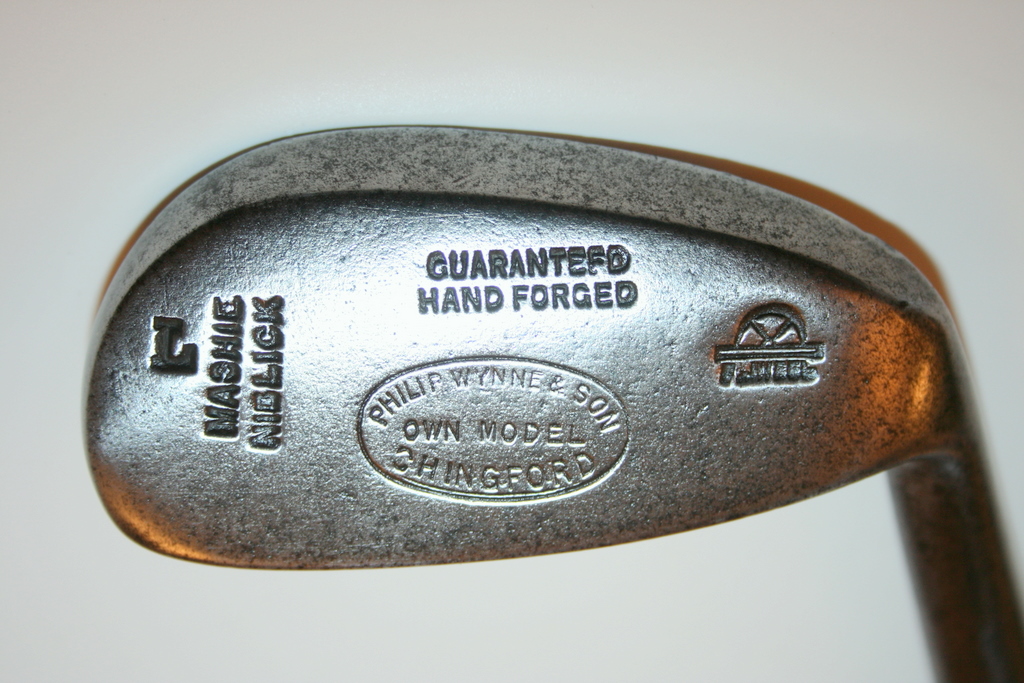 GUARANTEED
HAND FORGED
MASHIE
NIBLICK
PHILIP WYNNE & SON
OWN MODEL
CHINGFORD